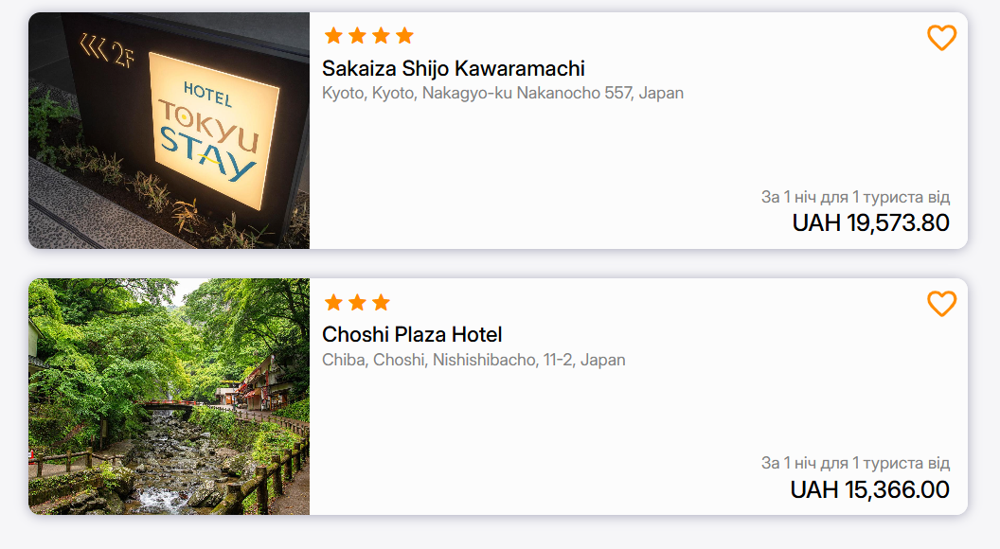 <<< 2F
HOTEL
TOKYU
STAY
Sakaiza Shijo Kawaramachi
Kyoto, Kyoto, Nakagyo-ku Nakanocho 557, Japan
За 1 ніч для 1 туриста від
UAH 19,573.80
Choshi Plaza Hotel
Chiba, Choshi, Nishishibacho, 11-2, Japan
За 1 ніч для 1 туриста від
UAH 15,366.00